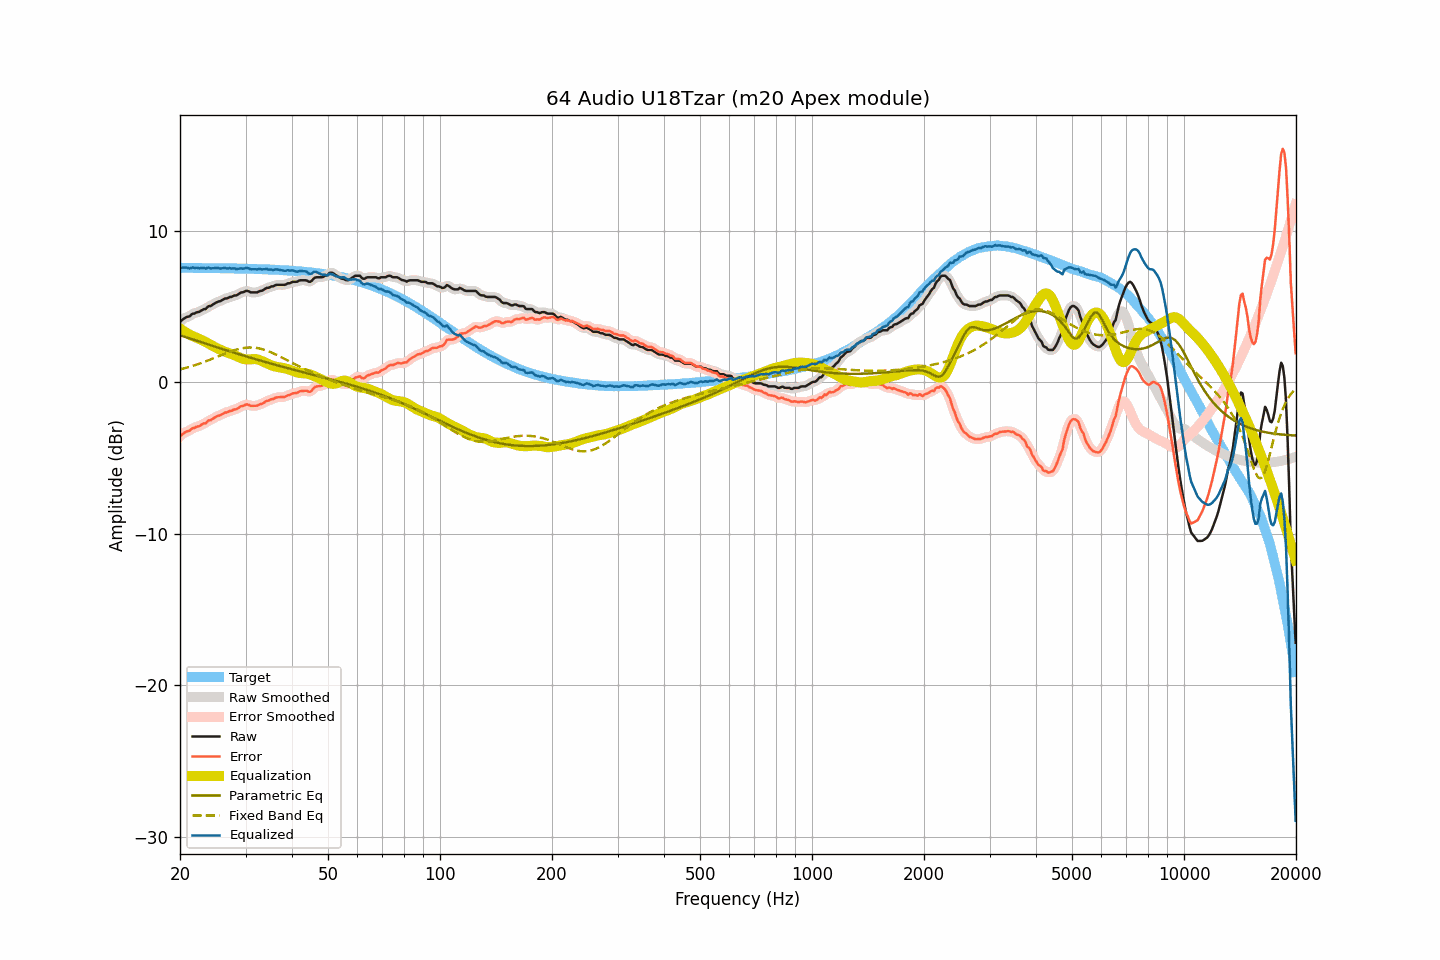 64 Audio U18Tzar (m20 Apex module)
Amplitude (dBr)
10
0
−10
−20
−30
Target
Raw Smoothed
Error Smoothed
Raw
Error
Equalization
Parametric Eq
Fixed Band Eq
Equalized
20 50 100 200 500 1000 2000 5000 10000 20000
Frequency (Hz)